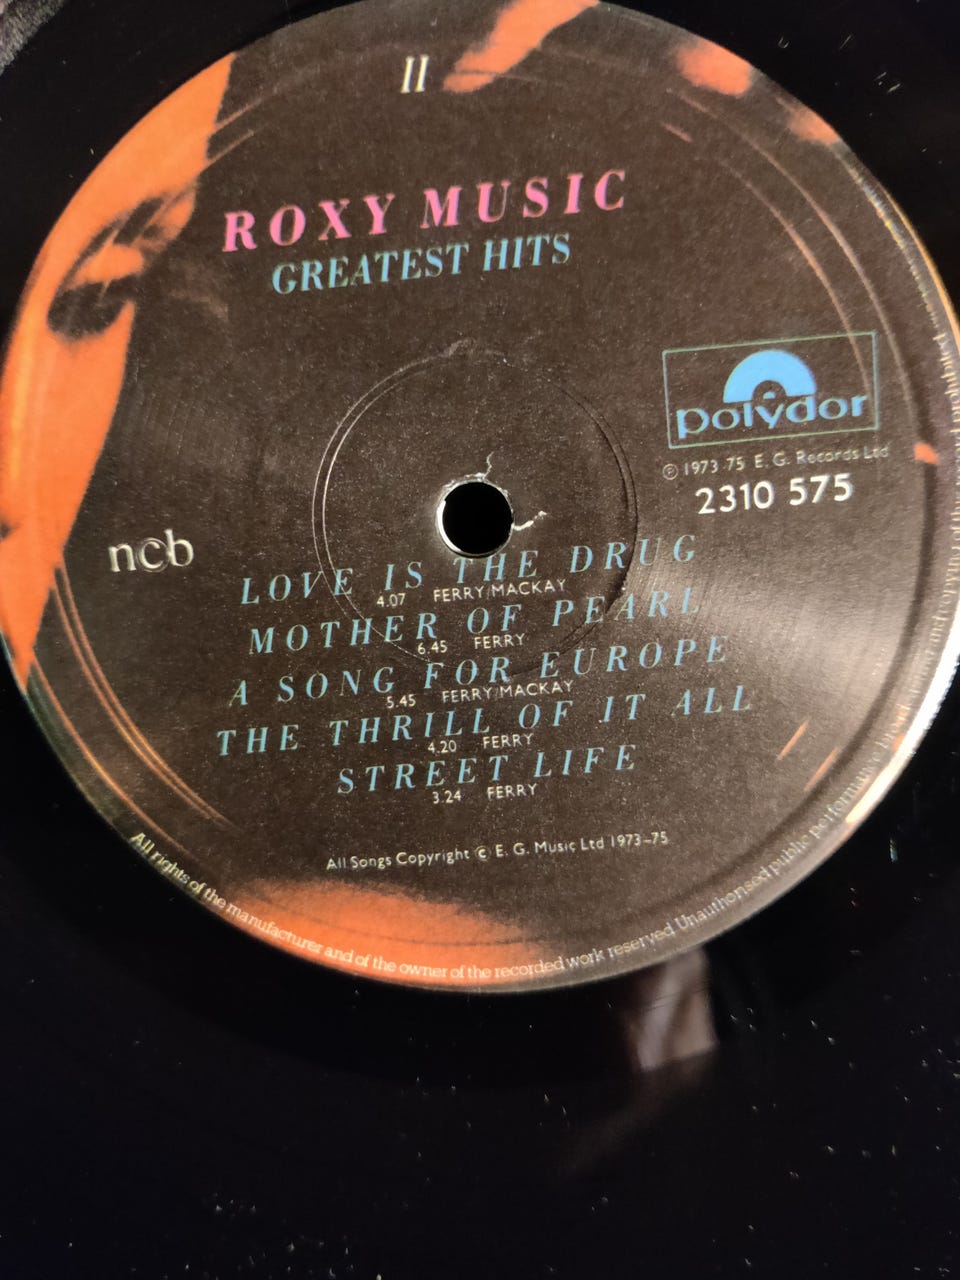 II
ROXY MUSIC
GREATEST HITS
polydor
℗ 1973 75 E. G. Records Ltd
2310 575
ncb
LOVE IS THE DRUG
4.07 FERRY/MACKAY
MOTHER OF PEARL
6.45 FERRY
A SONG FOR EUROPE
5.45 FERRY/MACKAY
THE THRILL OF IT ALL
4.20 FERRY
STREET LIFE
3.24 FERRY
All Songs Copyright © E. G. Music Ltd 1973-75
All rights of the manufacturer and of the owner of the recorded work reserved Unauthorised public performance